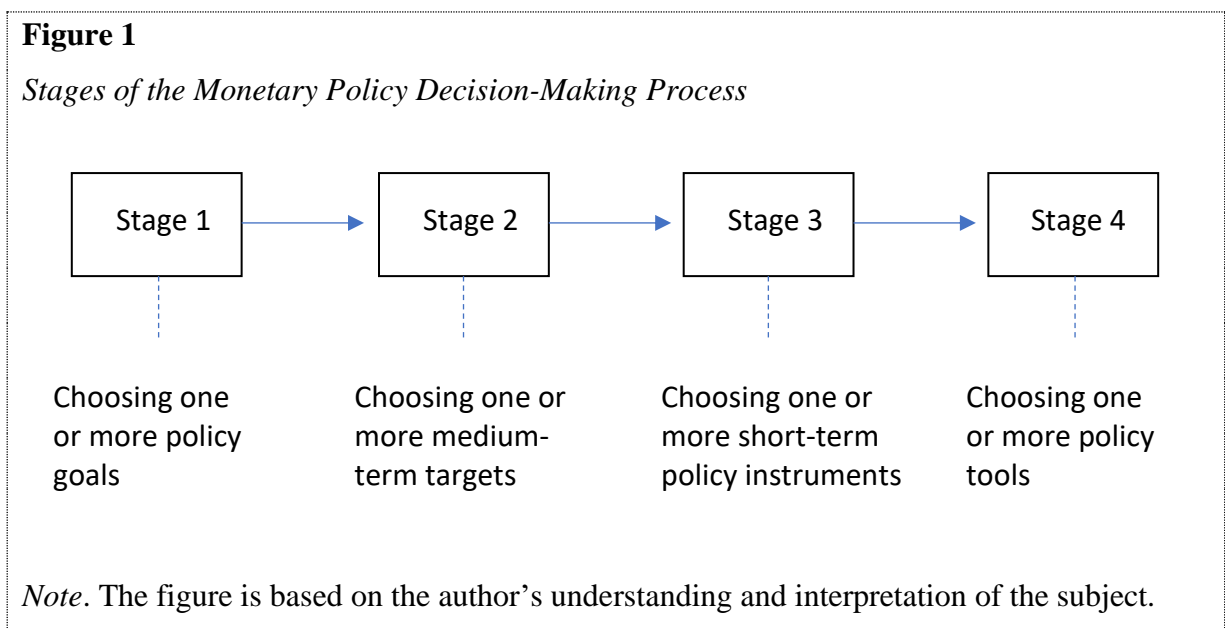 Figure 1
Stages of the Monetary Policy Decision-Making Process
Stage 1
Stage 2
Stage 3
Stage 4
Choosing one
or more policy
goals
Choosing one or
more medium-
term targets
Choosing one or
more short-term
policy instruments
Choosing one
or more policy
tools
Note. The figure is based on the author’s understanding and interpretation of the subject.